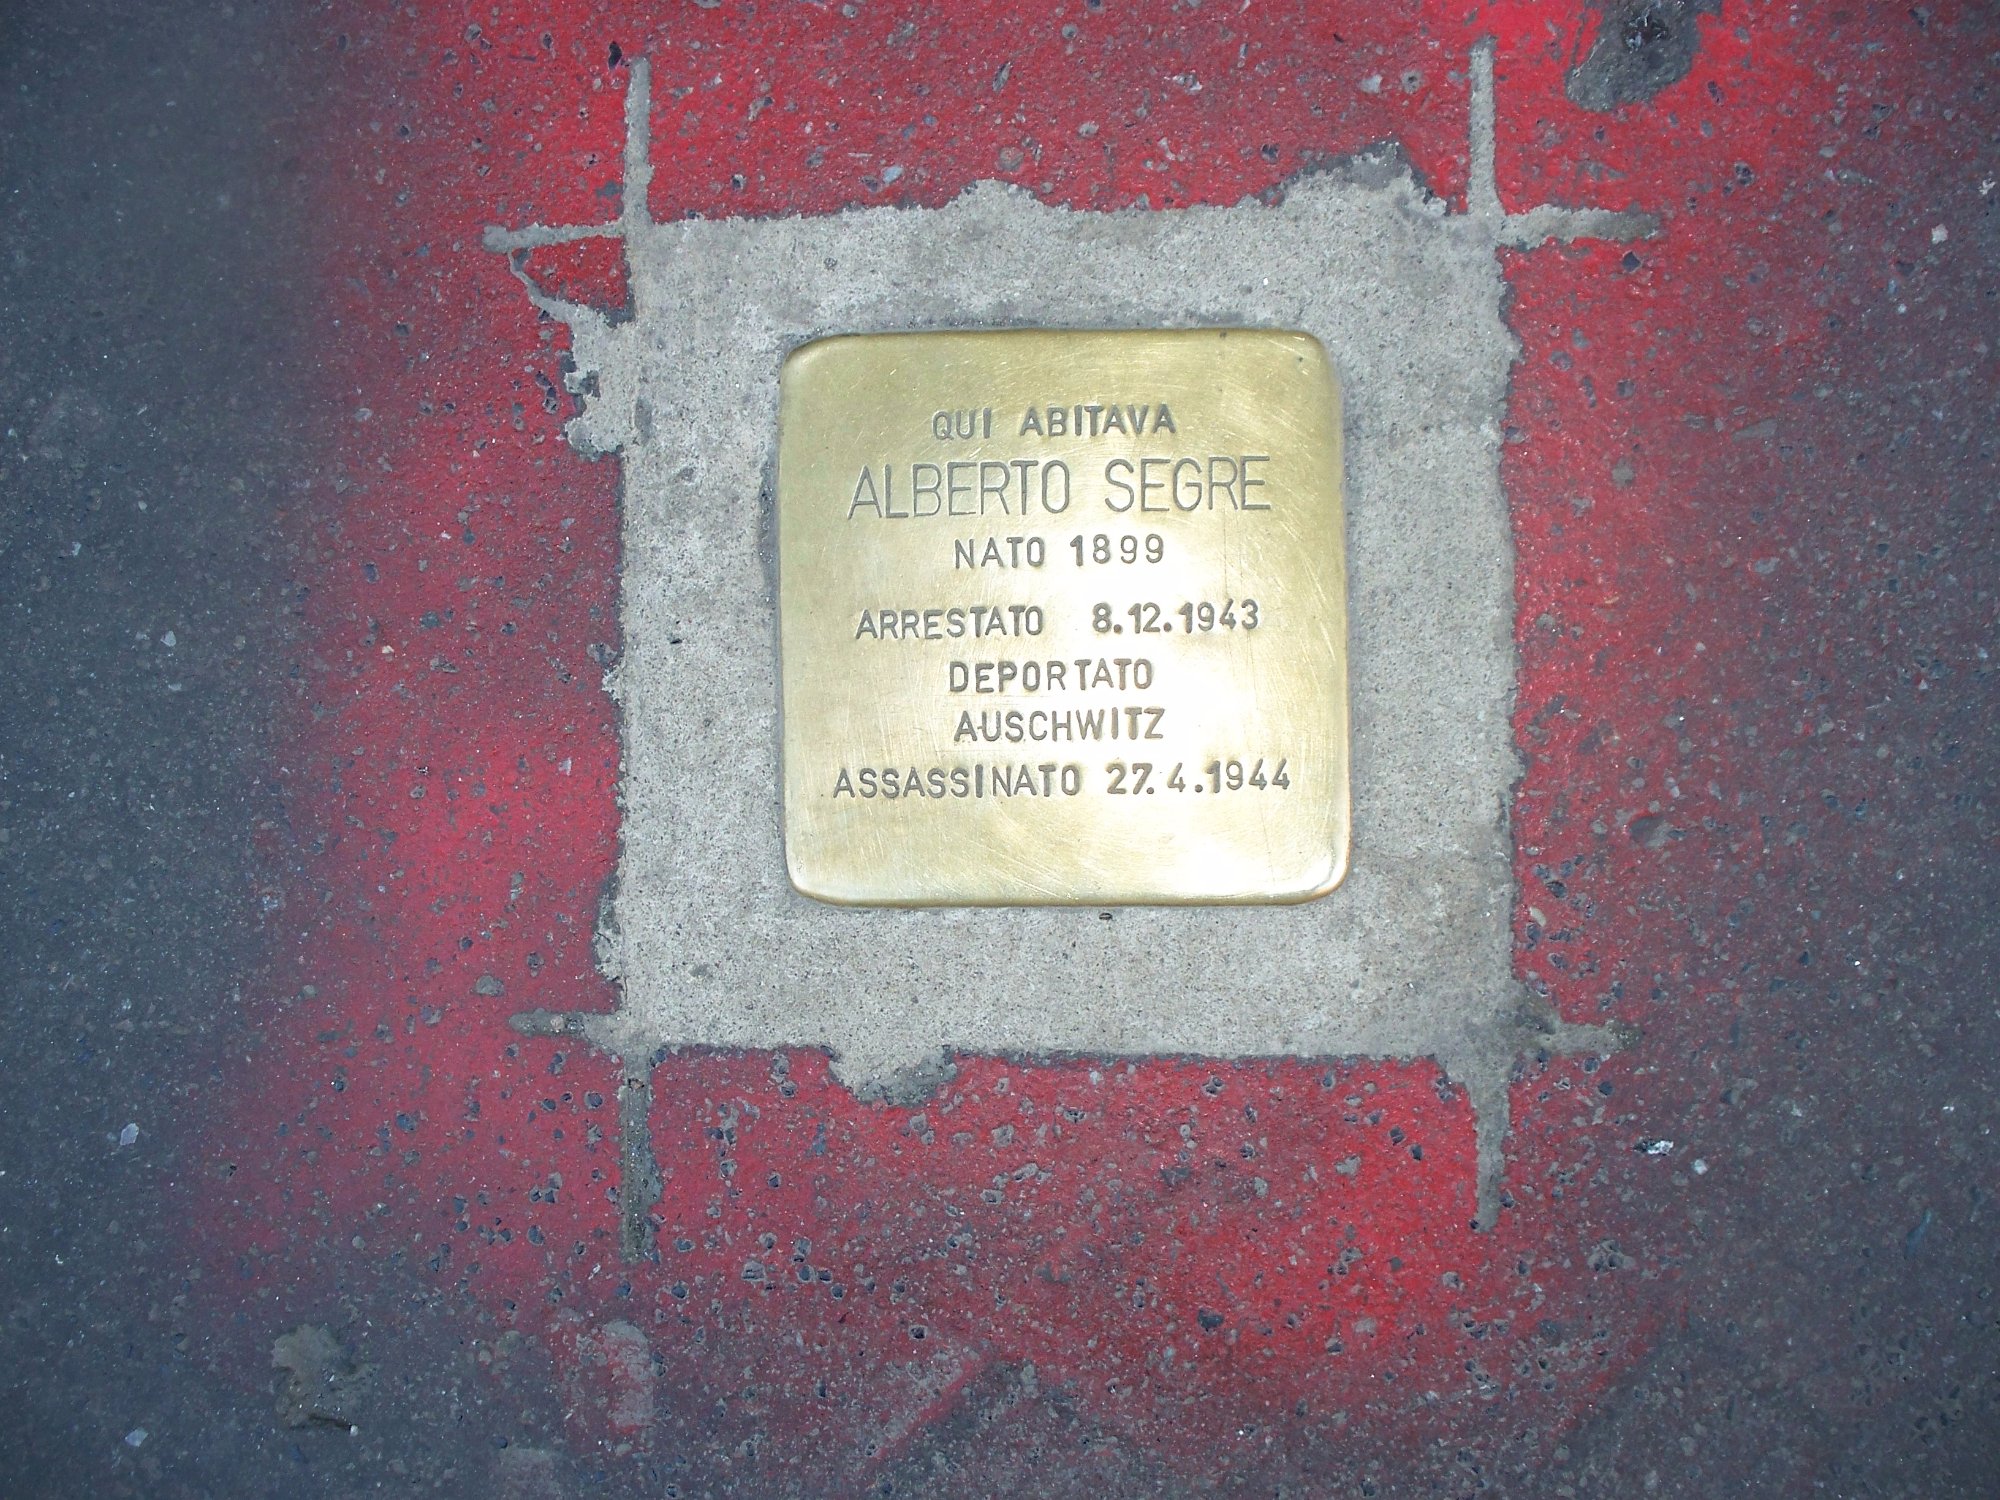 QUI ABITAVA
ALBERTO SEGRE
NATO 1899
ARRESTATO 8.12.1943
DEPORTATO
AUSCHWITZ
ASSASSINATO 27.4.1944